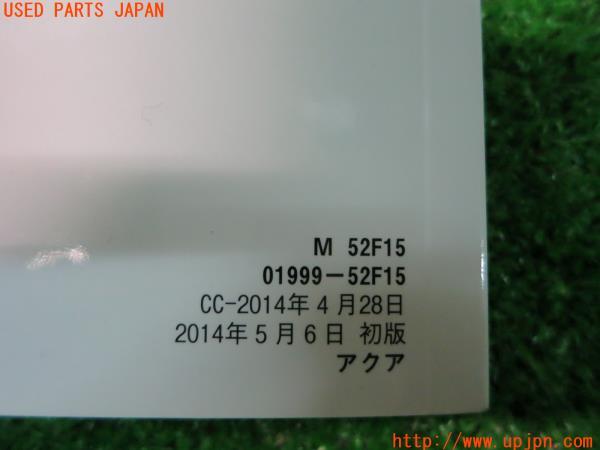 USED PARTS JAPAN
M 52F15
01999-52F15
CC-2014年4月28日
2014年5月6日 初版
アクア
http://www.upjpn.com/